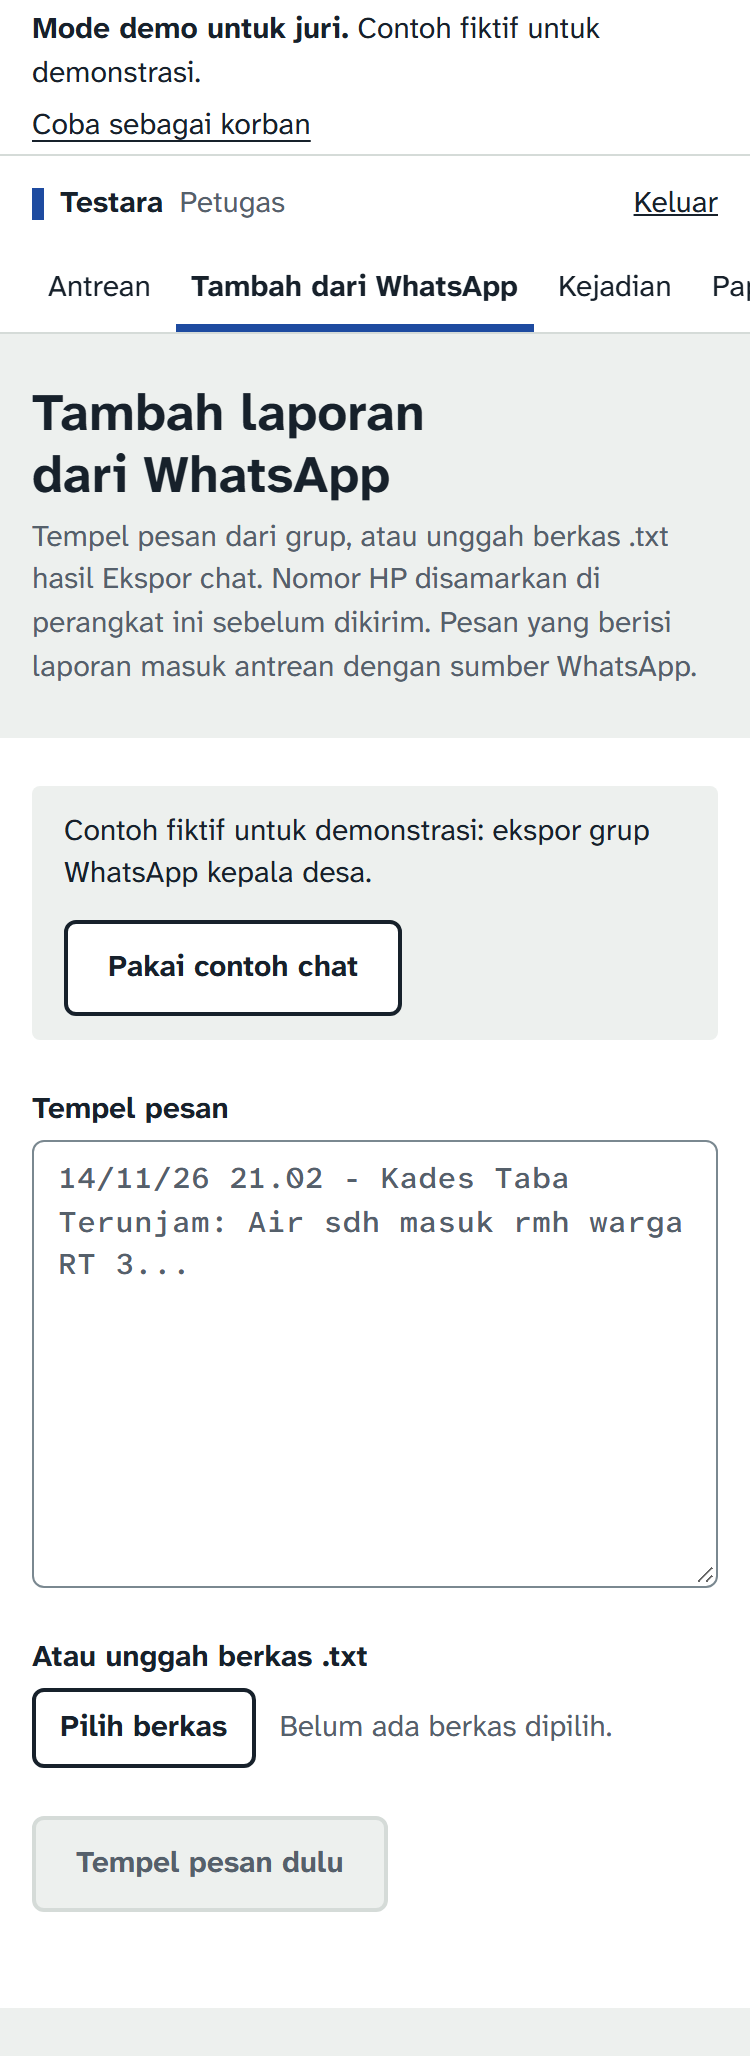 Mode demo untuk juri. Contoh fiktif untuk
demonstrasi.
Coba sebagai korban
Testara Petugas
Keluar
Antrean Tambah dari WhatsApp Kejadian
Tambah laporan
dari WhatsApp
Tempel pesan dari grup, atau unggah berkas .txt
hasil Ekspor chat. Nomor HP disamarkan di
perangkat ini sebelum dikirim. Pesan yang berisi
laporan masuk antrean dengan sumber WhatsApp.
Contoh fiktif untuk demonstrasi: ekspor grup
WhatsApp kepala desa.
Pakai contoh chat
Tempel pesan
14/11/26 21.02 - Kades Taba
Terunjam: Air sdh masuk rmh warga
RT 3...
Atau unggah berkas .txt
Pilih berkas Belum ada berkas dipilih.
Tempel pesan dulu